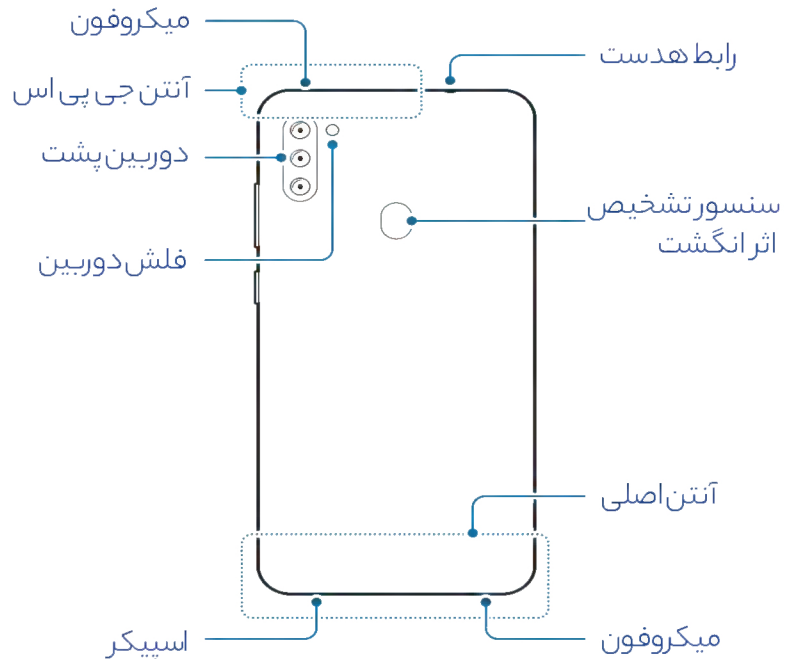 میکروفون
رابط هدست
آنتن جی پی اس
دوربین پشت
سنسور تشخیص
اثر انگشت
فلش دوربین
آنتن اصلی
اسپیکر
میکروفون